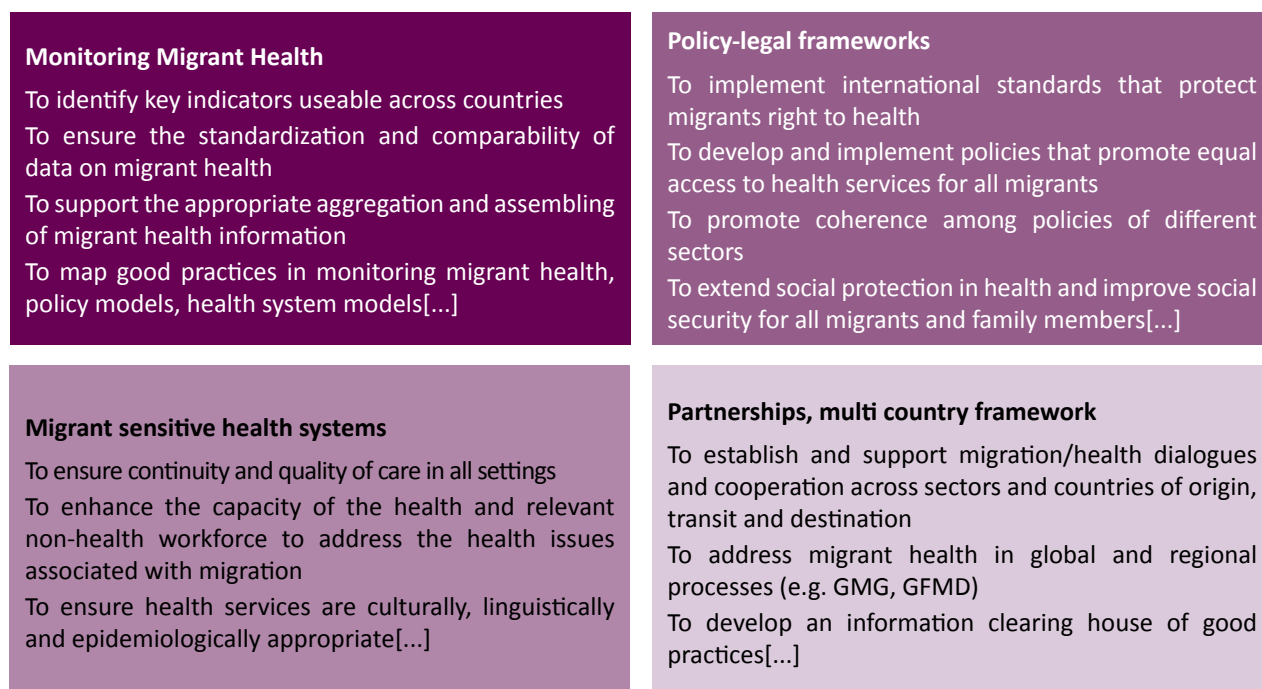 Monitoring Migrant Health
To identify key indicators useable across countries
To ensure the standardization and comparability of
data on migrant health
To support the appropriate aggregation and assembling
of migrant health information
To map good practices in monitoring migrant health,
policy models, health system models[...]
Policy-legal frameworks
To implement international standards that protect
migrants right to health
To develop and implement policies that promote equal
access to health services for all migrants
To promote coherence among policies of different
sectors
To extend social protection in health and improve social
security for all migrants and family members[...]
Migrant sensitive health systems
To ensure continuity and quality of care in all settings
To enhance the capacity of the health and relevant
non-health workforce to address the health issues
associated with migration
To ensure health services are culturally, linguistically
and epidemiologically appropriate[...]
Partnerships, multi country framework
To establish and support migration/health dialogues
and cooperation across sectors and countries of origin,
transit and destination
To address migrant health in global and regional
processes (e.g. GMG, GFMD)
To develop an information clearing house of good
practices[...]